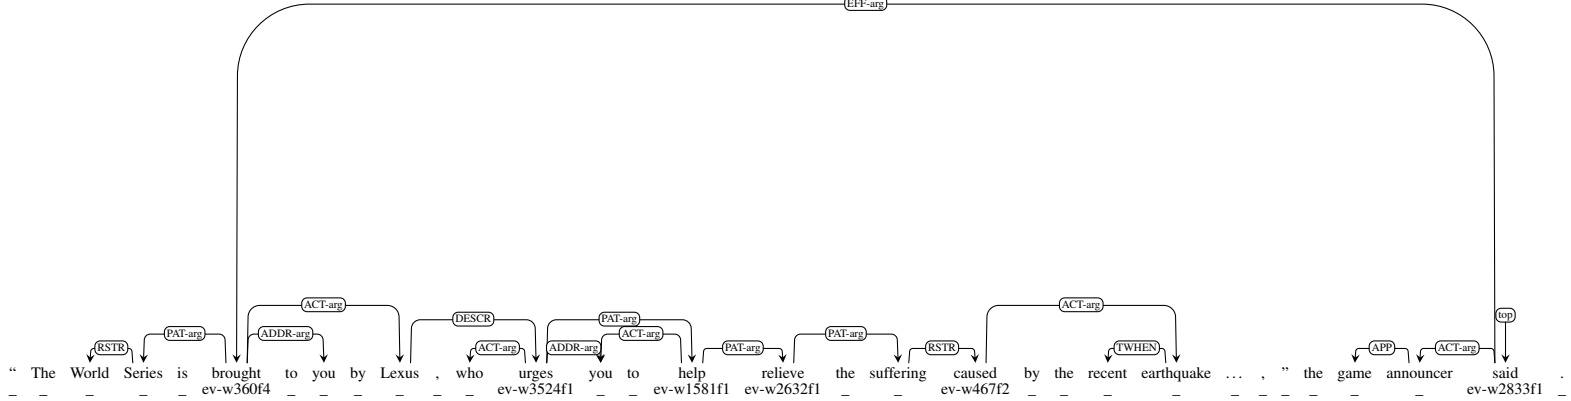 EFF-arg
ACT-arg ACT-arg
top
DESCR PAT-arg
PAT-arg ADDR-arg ACT-arg PAT-arg
RSTR ACT-arg ADDR-arg PAT-arg RSTR TWHEN APP ACT-arg
“ The World Series is brought to you by Lexus , who urges you to help relieve the suffering caused by the recent earthquake … , ” the game announcer said .
_ _ _ _ _ ev-w360f4 _ _ _ _ _ _ ev-w3524f1 _ _ ev-w1581f1 ev-w2632f1 _ _ ev-w467f2 _ _ _ _ _ _ _ _ _ _ ev-w2833f1 _